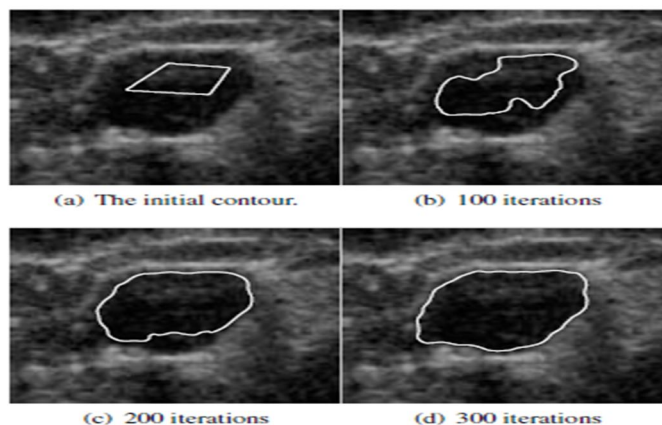 (a) The initial contour.
(b) 100 iterations
(c) 200 iterations
(d) 300 iterations